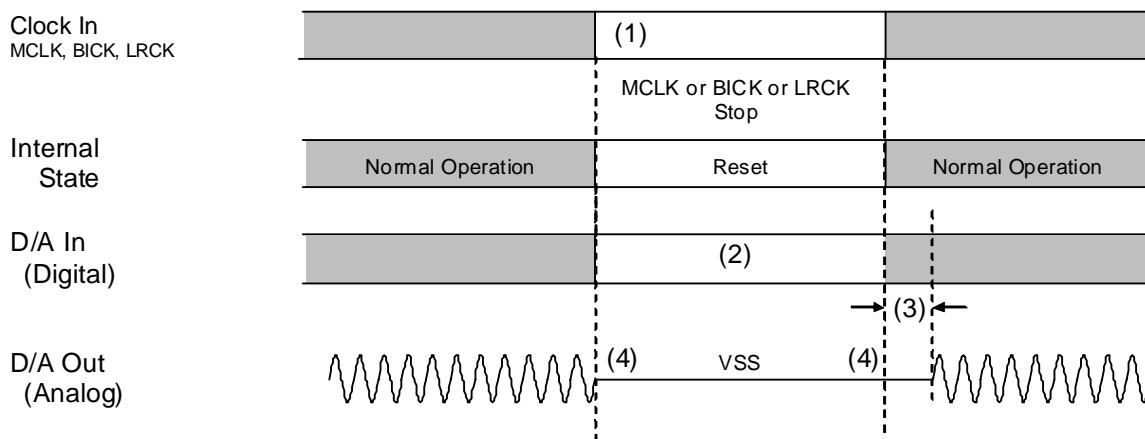 Clock In
MCLK, BICK, LRCK
(1)
MCLK or BICK or LRCK
Stop
Internal
State
Normal Operation
Reset
Normal Operation
D/A In
(Digital)
(2)
(3)
D/A Out
(Analog)
(4)
VSS
(4)